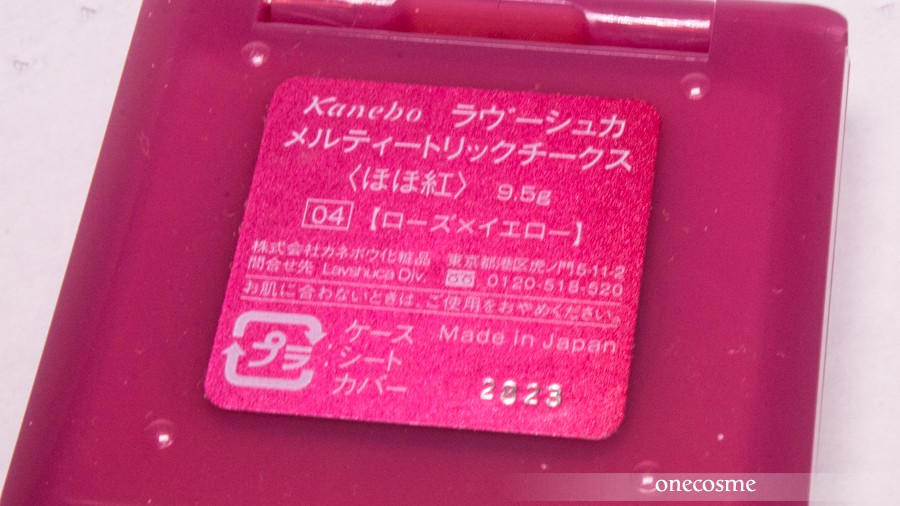 Kanebo ラヴーシュカ
メルティートリックチークス
〈ほほ紅〉 9.5g
04 【ローズ×イエロー】
株式会社カネボウ化粧品 東京都港区虎ノ門5-11-2
問合せ先 Lavshuca Div. 0120-518-520
お肌に合わないときは、ご使用をおやめください。
プラ
ケース Made in Japan
シート
カバー 2823
onecosme